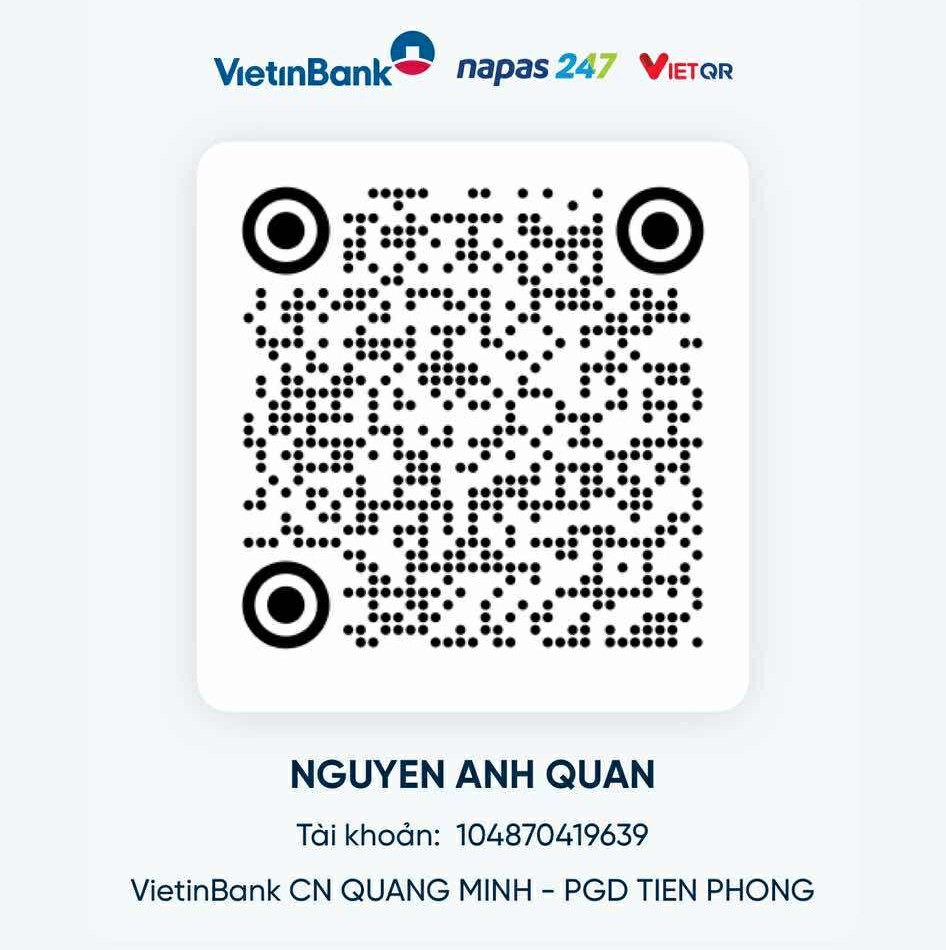 VietinBank napas 247 VIETQR
NGUYEN ANH QUAN
Tài khoản: 104870419639
VietinBank CN QUANG MINH - PGD TIEN PHONG